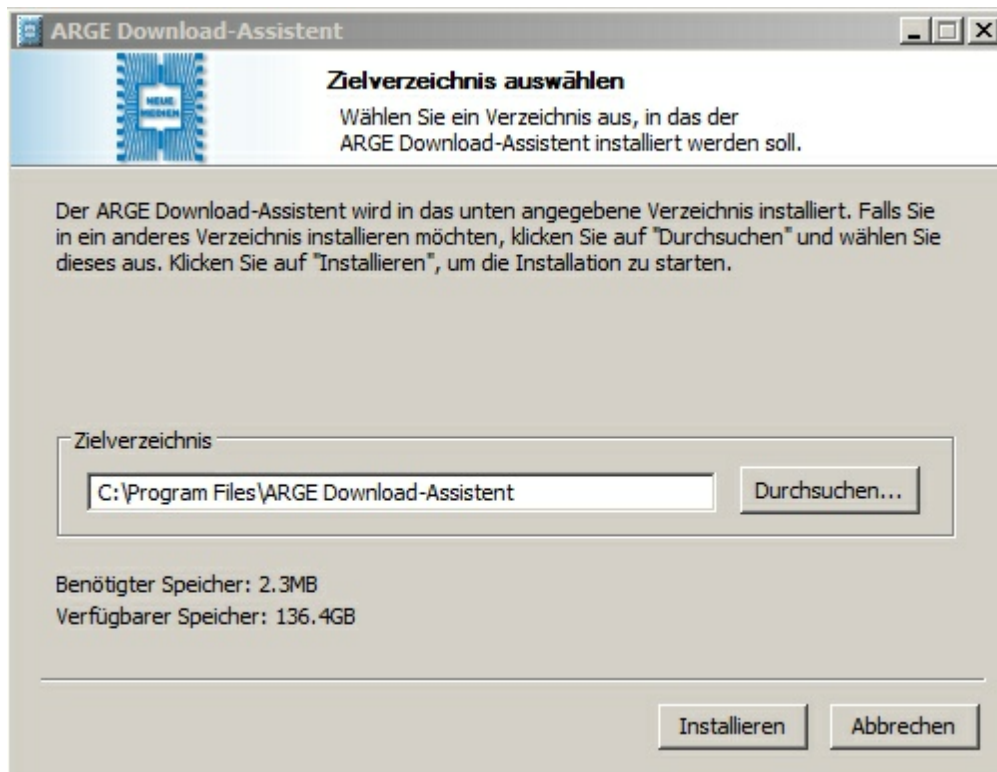 ARGE Download-Assistent
NEUE
MEDIEN
Zielverzeichnis auswählen
Wählen Sie ein Verzeichnis aus, in das der
ARGE Download-Assistent installiert werden soll.
Der ARGE Download-Assistent wird in das unten angegebene Verzeichnis installiert. Falls Sie
in ein anderes Verzeichnis installieren möchten, klicken Sie auf "Durchsuchen" und wählen Sie
dieses aus. Klicken Sie auf "Installieren", um die Installation zu starten.
Zielverzeichnis
C:\Program Files\ARGE Download-Assistent
Durchsuchen...
Benötigter Speicher: 2.3MB
Verfügbarer Speicher: 136.4GB
Installieren
Abbrechen